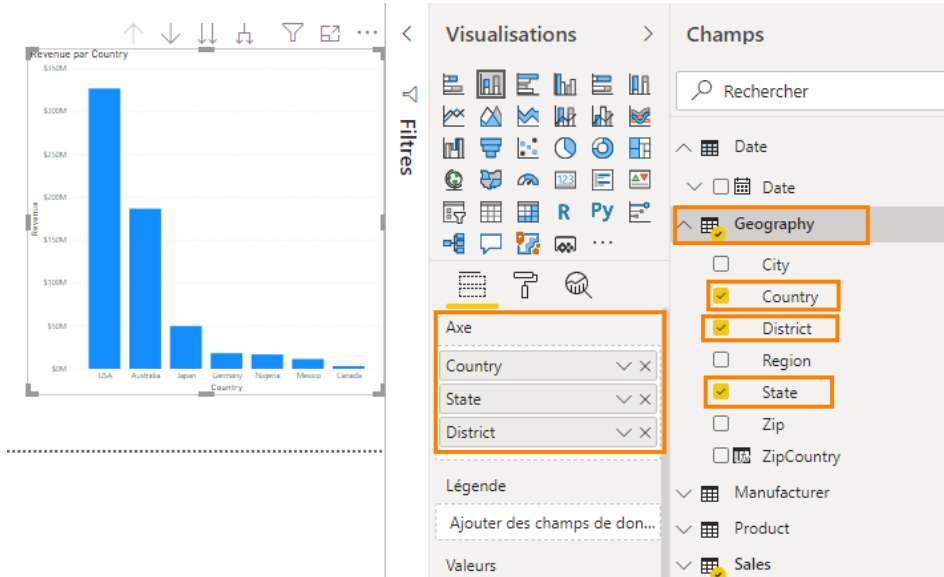 Revenue par Country
$350M
$300M
$250M
$200M
$150M
$100M
$50M
$0M
Revenue
USA Australia Japan Germany Nigeria Mexico Canada
Country
Filtres
Visualisations
123
R Py
Axe
Country
State
District
Légende
Ajouter des champs de don...
Valeurs
Champs
Rechercher
Date
Date
Geography
City
Country
District
Region
State
Zip
ZipCountry
Manufacturer
Product
Sales